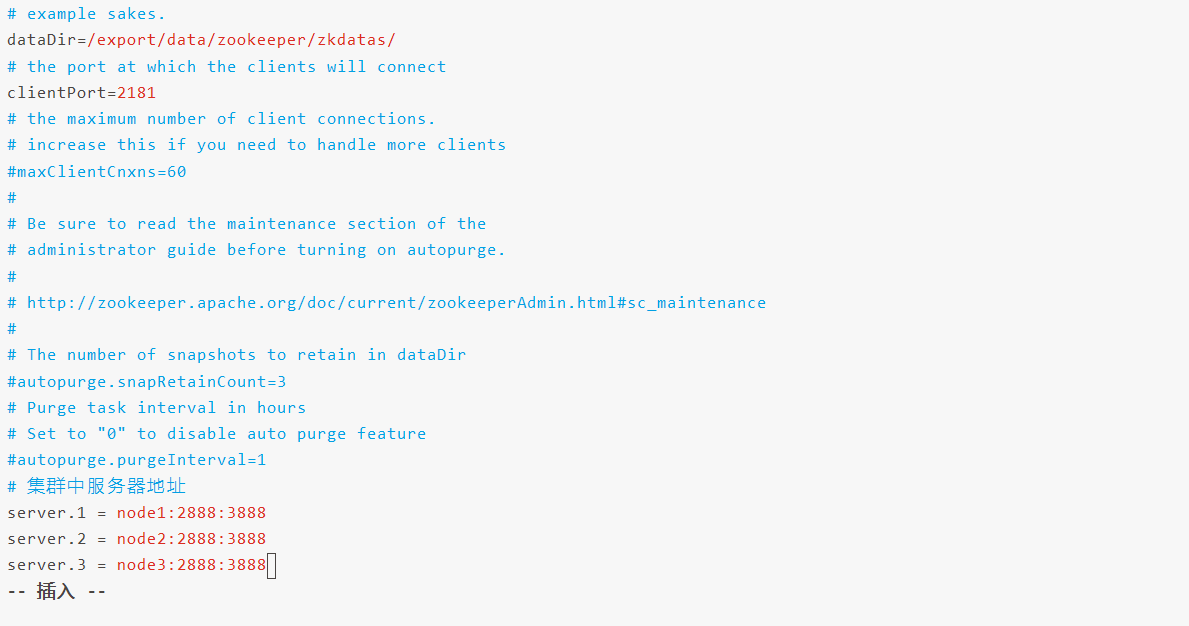 # example sakes.
dataDir=/export/data/zookeeper/zkdatas/
# the port at which the clients will connect
clientPort=2181
# the maximum number of client connections.
# increase this if you need to handle more clients
#maxClientCnxns=60
#
# Be sure to read the maintenance section of the
# administrator guide before turning on autopurge.
#
# http://zookeeper.apache.org/doc/current/zookeeperAdmin.html#sc_maintenance
#
# The number of snapshots to retain in dataDir
#autopurge.snapRetainCount=3
# Purge task interval in hours
# Set to "0" to disable auto purge feature
#autopurge.purgeInterval=1
# 集群中服务器地址
server.1 = node1:2888:3888
server.2 = node2:2888:3888
server.3 = node3:2888:3888
-- 插入 --